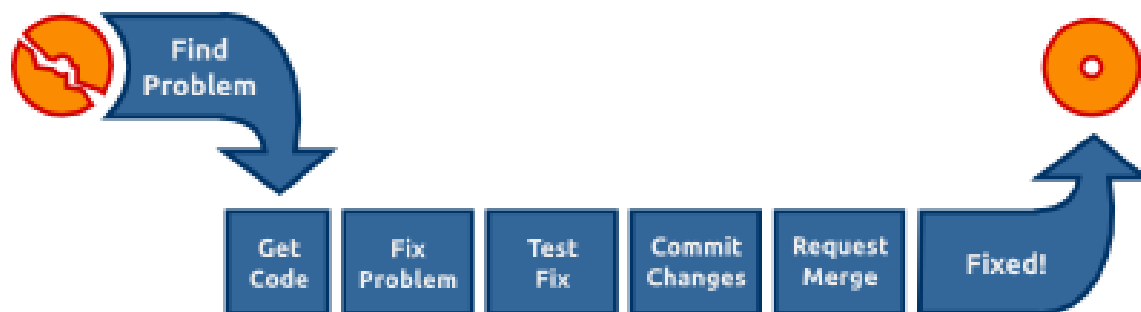 Find
Problem
Get
Code
Fix
Problem
Test
Fix
Commit
Changes
Request
Merge
Fixed!